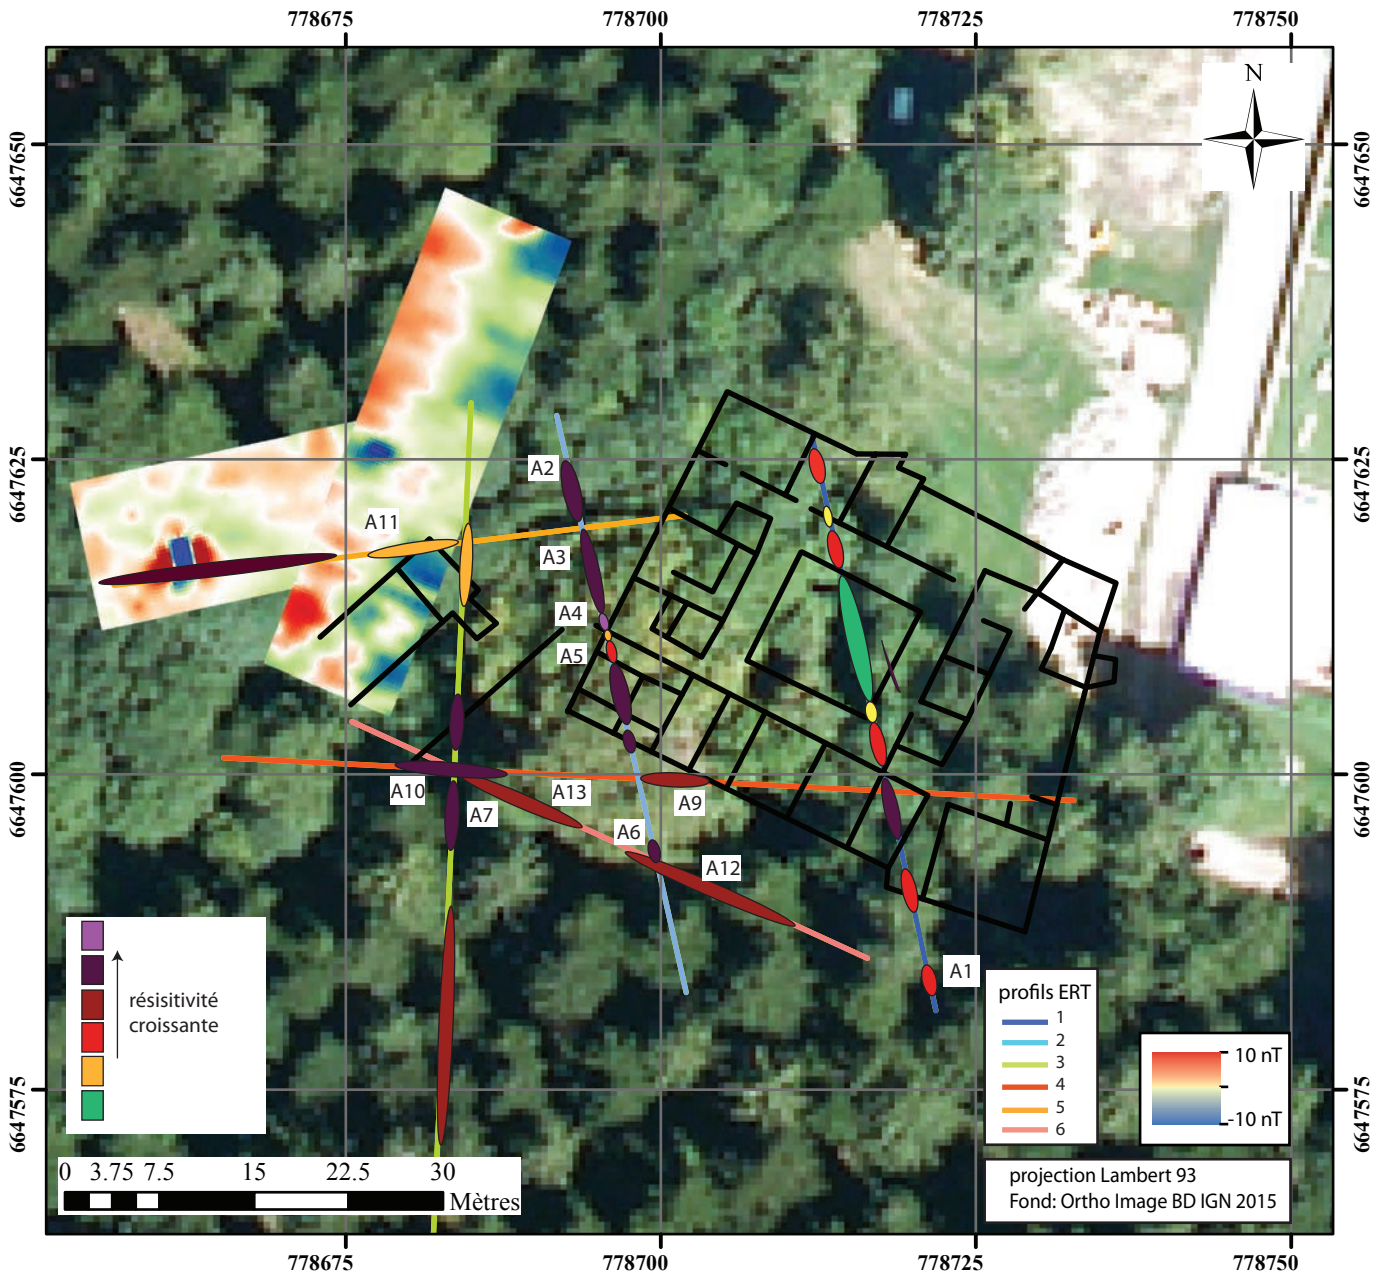 778675
778700
778725
778750
N
6647650
6647650
6647625
6647625
6647600
6647600
6647575
6647575
A2
A11
A3
A4
A5
A10
A13
A7
A9
A6
A12
A1
résisitivité
croissante
profils ERT
1
2
3
4
5
6
10 nT
-10 nT
0 3.75 7.5 15 22.5 30
Mètres
projection Lambert 93
Fond: Ortho Image BD IGN 2015
778675
778700
778725
778750